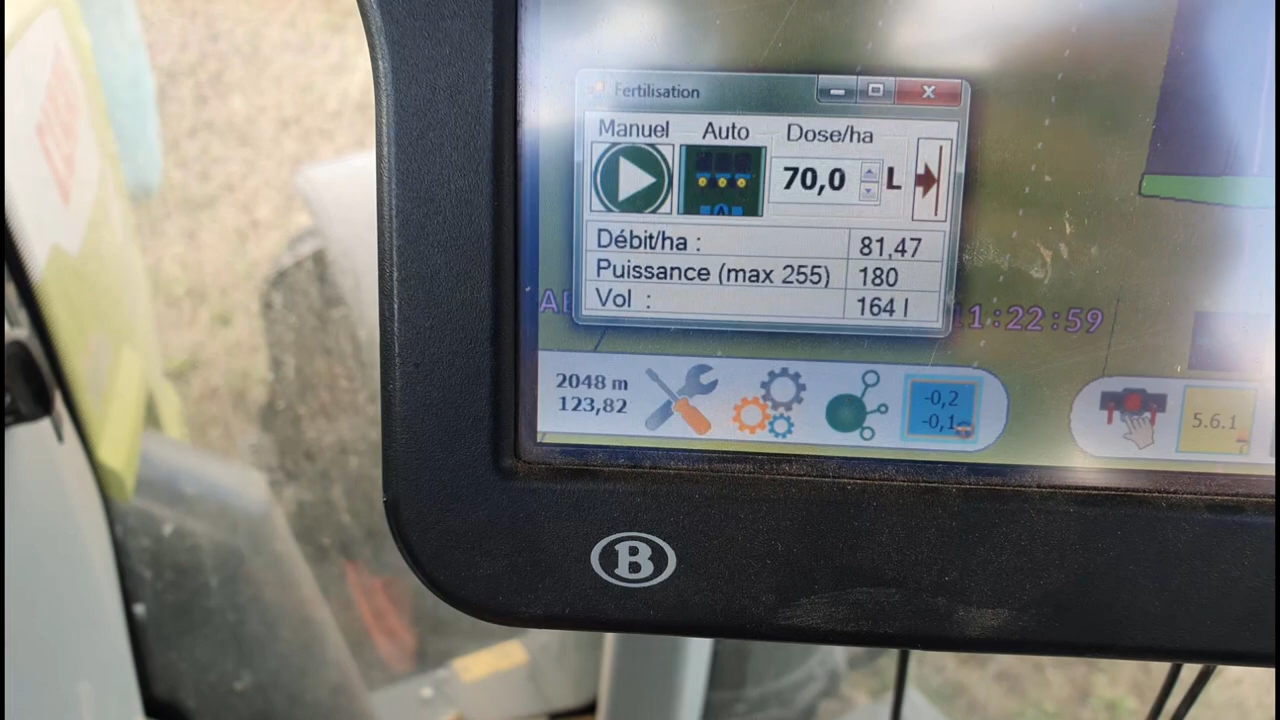 Fertilisation
Manuel Auto Dose/ha
70,0 L
Débit/ha : 81,47
Puissance (max 255) 180
Vol : 164 l
11:22:59
2048 m
123,82
-0,2
-0,1
5.6.1
B